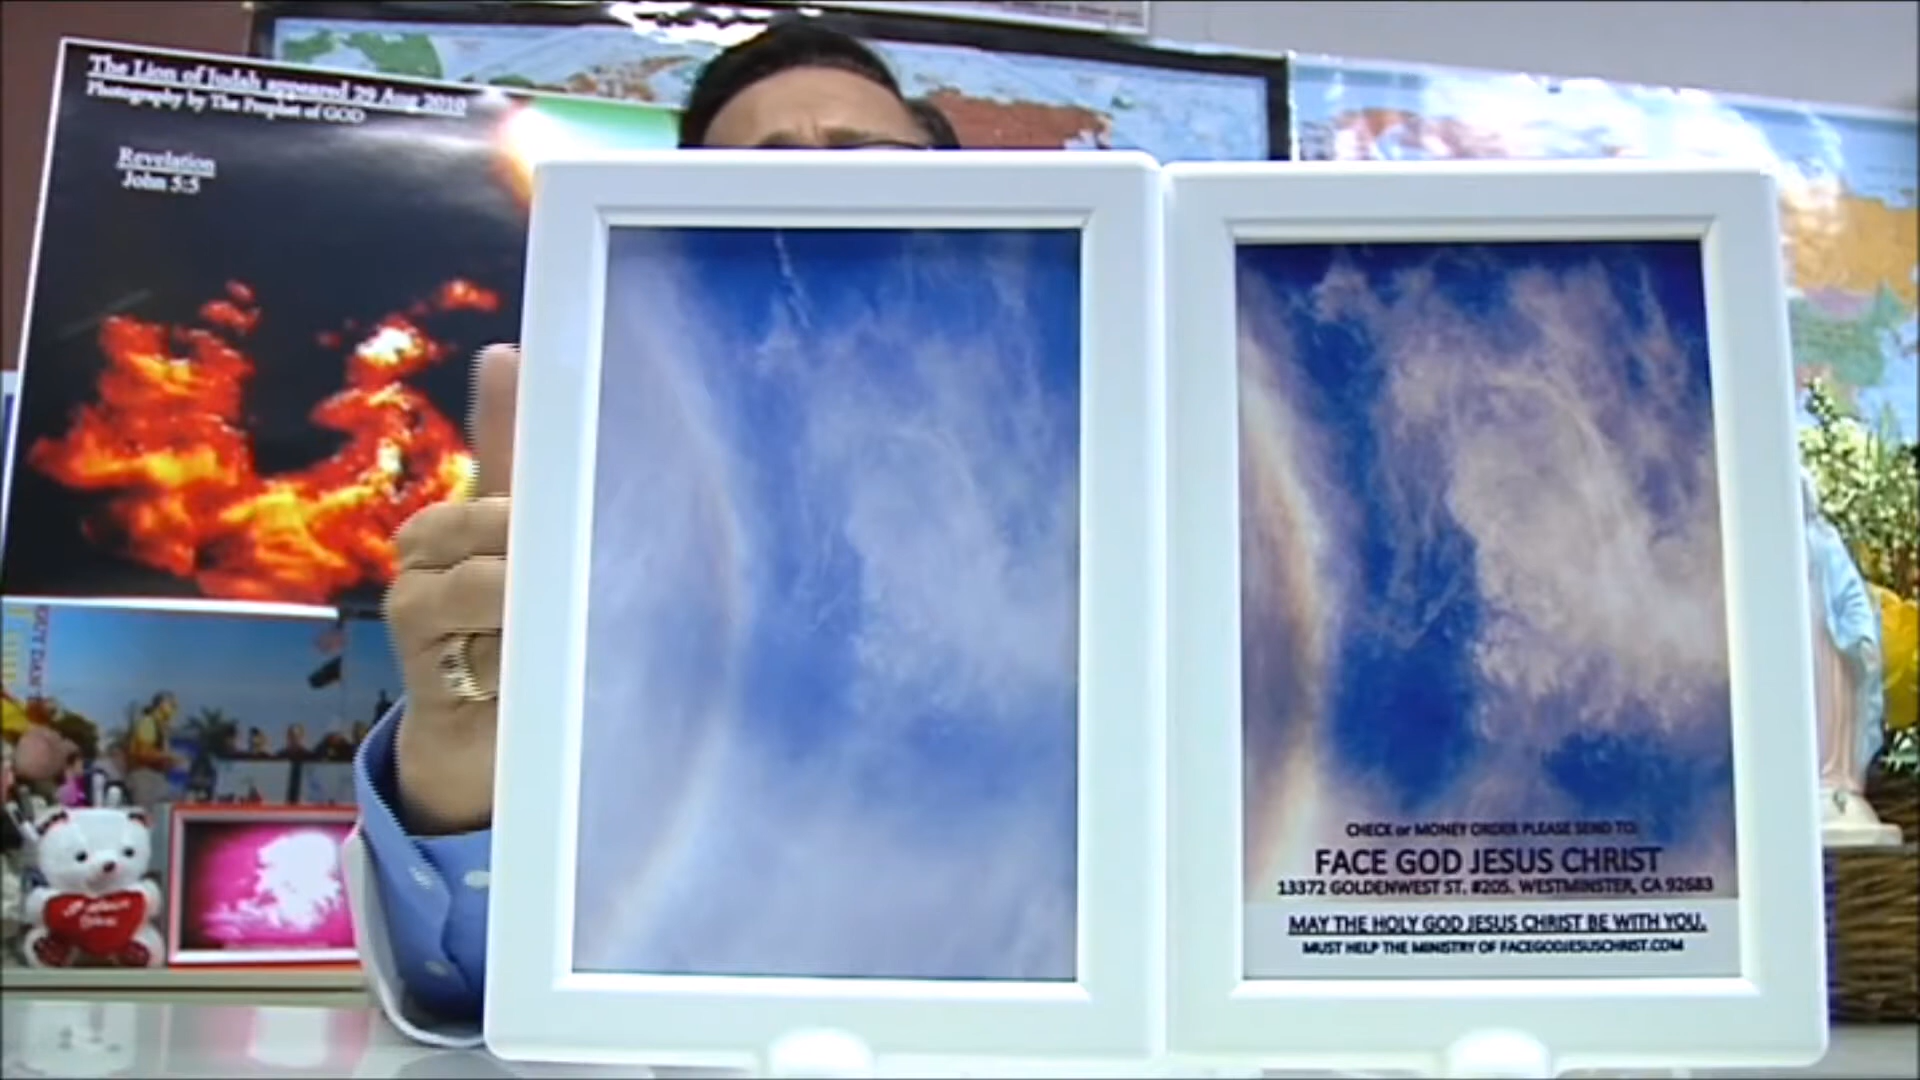 The Lion of Judah appeared 29 Aug 2010
Photography by The Prophet of GOD
Revelation
John 5:5
CHECK or MONEY ORDER PLEASE SEND TO:
FACE GOD JESUS CHRIST
13372 GOLDENWEST ST. #205. WESTMINSTER, CA 92683
MAY THE HOLY GOD JESUS CHRIST BE WITH YOU.
MUST HELP THE MINISTRY OF FACEGODJESUSCHRIST.COM